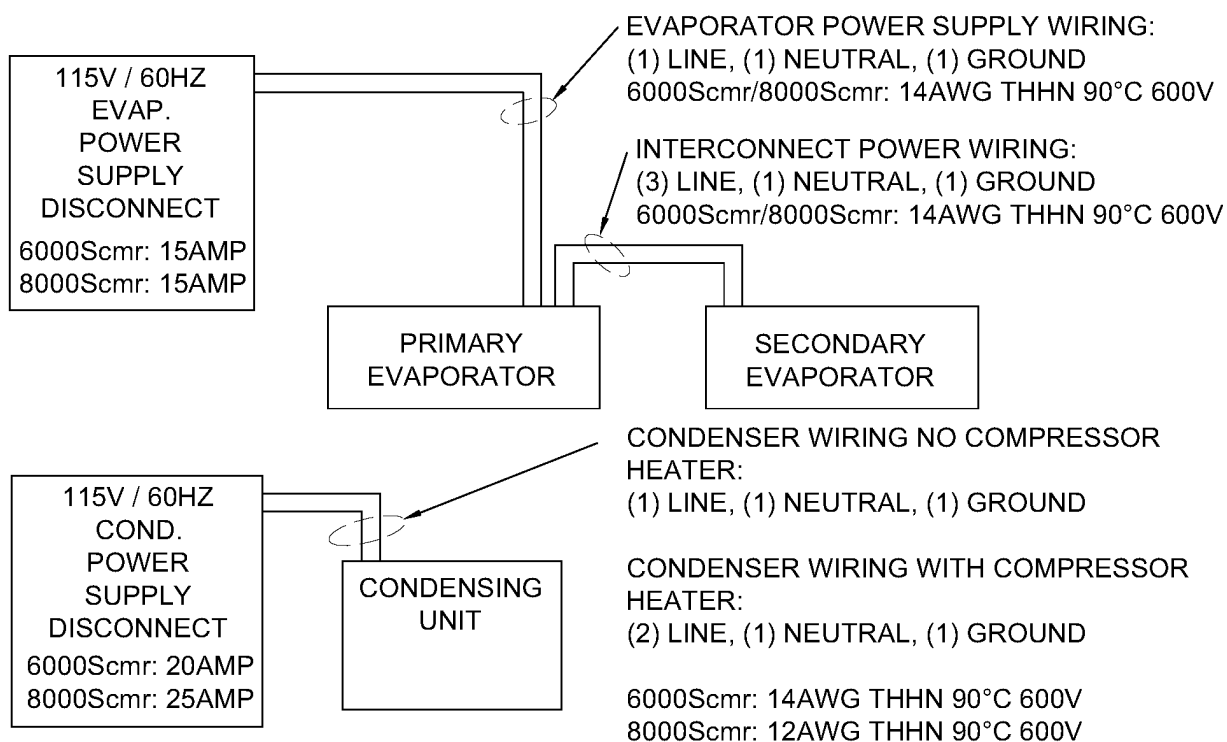 115V / 60HZ
EVAP.
POWER
SUPPLY
DISCONNECT
6000Scmr: 15AMP
8000Scmr: 15AMP
EVAPORATOR POWER SUPPLY WIRING:
(1) LINE, (1) NEUTRAL, (1) GROUND
6000Scmr/8000Scmr: 14AWG THHN 90°C 600V
INTERCONNECT POWER WIRING:
(3) LINE, (1) NEUTRAL, (1) GROUND
6000Scmr/8000Scmr: 14AWG THHN 90°C 600V
PRIMARY
EVAPORATOR
SECONDARY
EVAPORATOR
115V / 60HZ
COND.
POWER
SUPPLY
DISCONNECT
6000Scmr: 20AMP
8000Scmr: 25AMP
CONDENSING
UNIT
CONDENSER WIRING NO COMPRESSOR
HEATER:
(1) LINE, (1) NEUTRAL, (1) GROUND
CONDENSER WIRING WITH COMPRESSOR
HEATER:
(2) LINE, (1) NEUTRAL, (1) GROUND
6000Scmr: 14AWG THHN 90°C 600V
8000Scmr: 12AWG THHN 90°C 600V